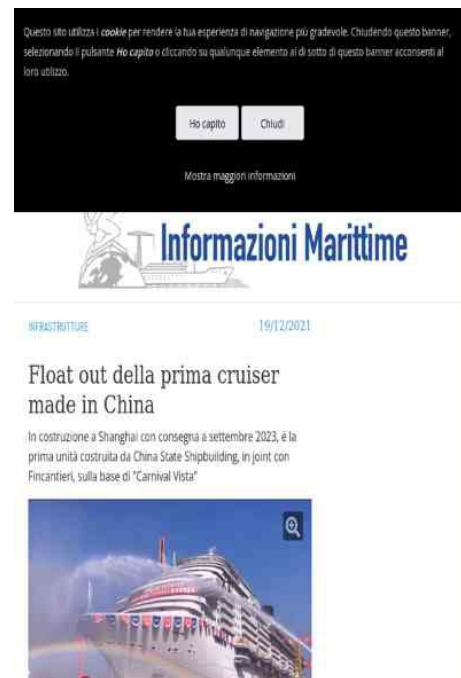 Questo sito utilizza i cookie per rendere la tua esperienza di navigazione più gradevole. Chiudendo questo banner,
selezionando il pulsante Ho capito o cliccando su qualunque elemento al di sotto di questo banner acconsenti al
loro utilizzo.
Ho capito
Chiudi
Mostra maggiori informazioni
Informazioni Marittime
INFRASTRUTTURE
19/12/2021
Float out della prima cruiser
made in China
In costruzione a Shanghai con consegna a settembre 2023, è la
prima unità costruita da China State Shipbuilding, in joint con
Fincantieri, sulla base di "Carnival Vista"